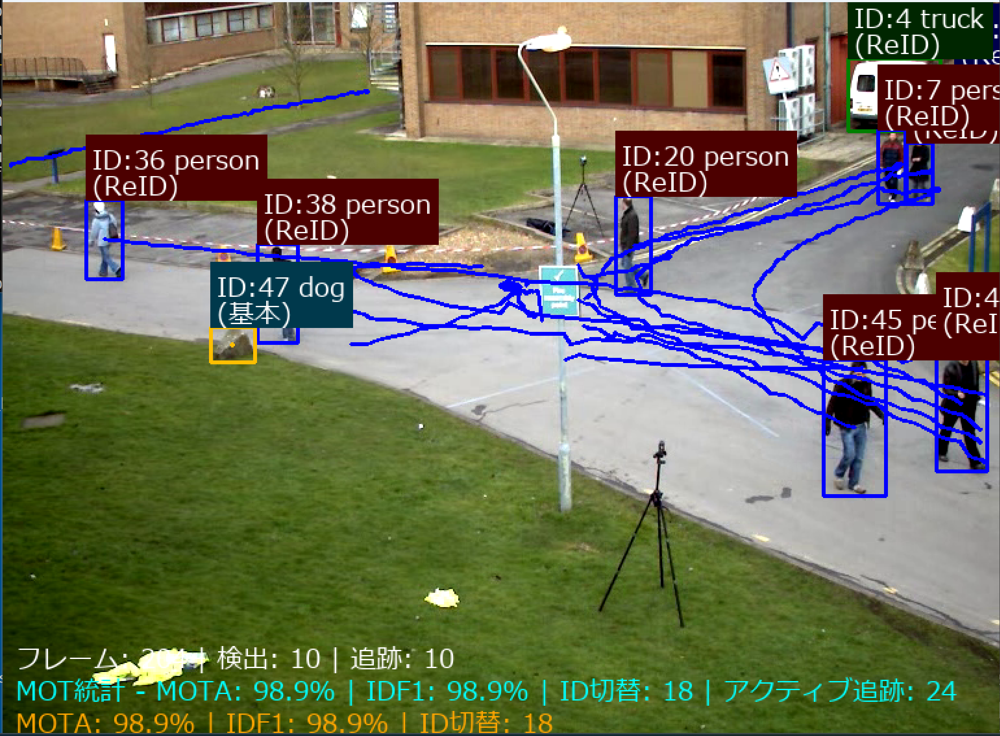 ID:4 truck
(ReID)
ID:7 pers
(ReID)
(ReID)
ID:36 person
(ReID)
ID:20 person
(ReID)
ID:38 person
(ReID)
ID:47 dog
(基本)
ID:4
(ReI
ID:45 pe
(ReID)
フレーム: 204 | 検出: 10 | 追跡: 10
MOT統計 - MOTA: 98.9% | IDF1: 98.9% | ID切替: 18 | アクティブ追跡: 24
MOTA: 98.9% | IDF1: 98.9% | ID切替: 18